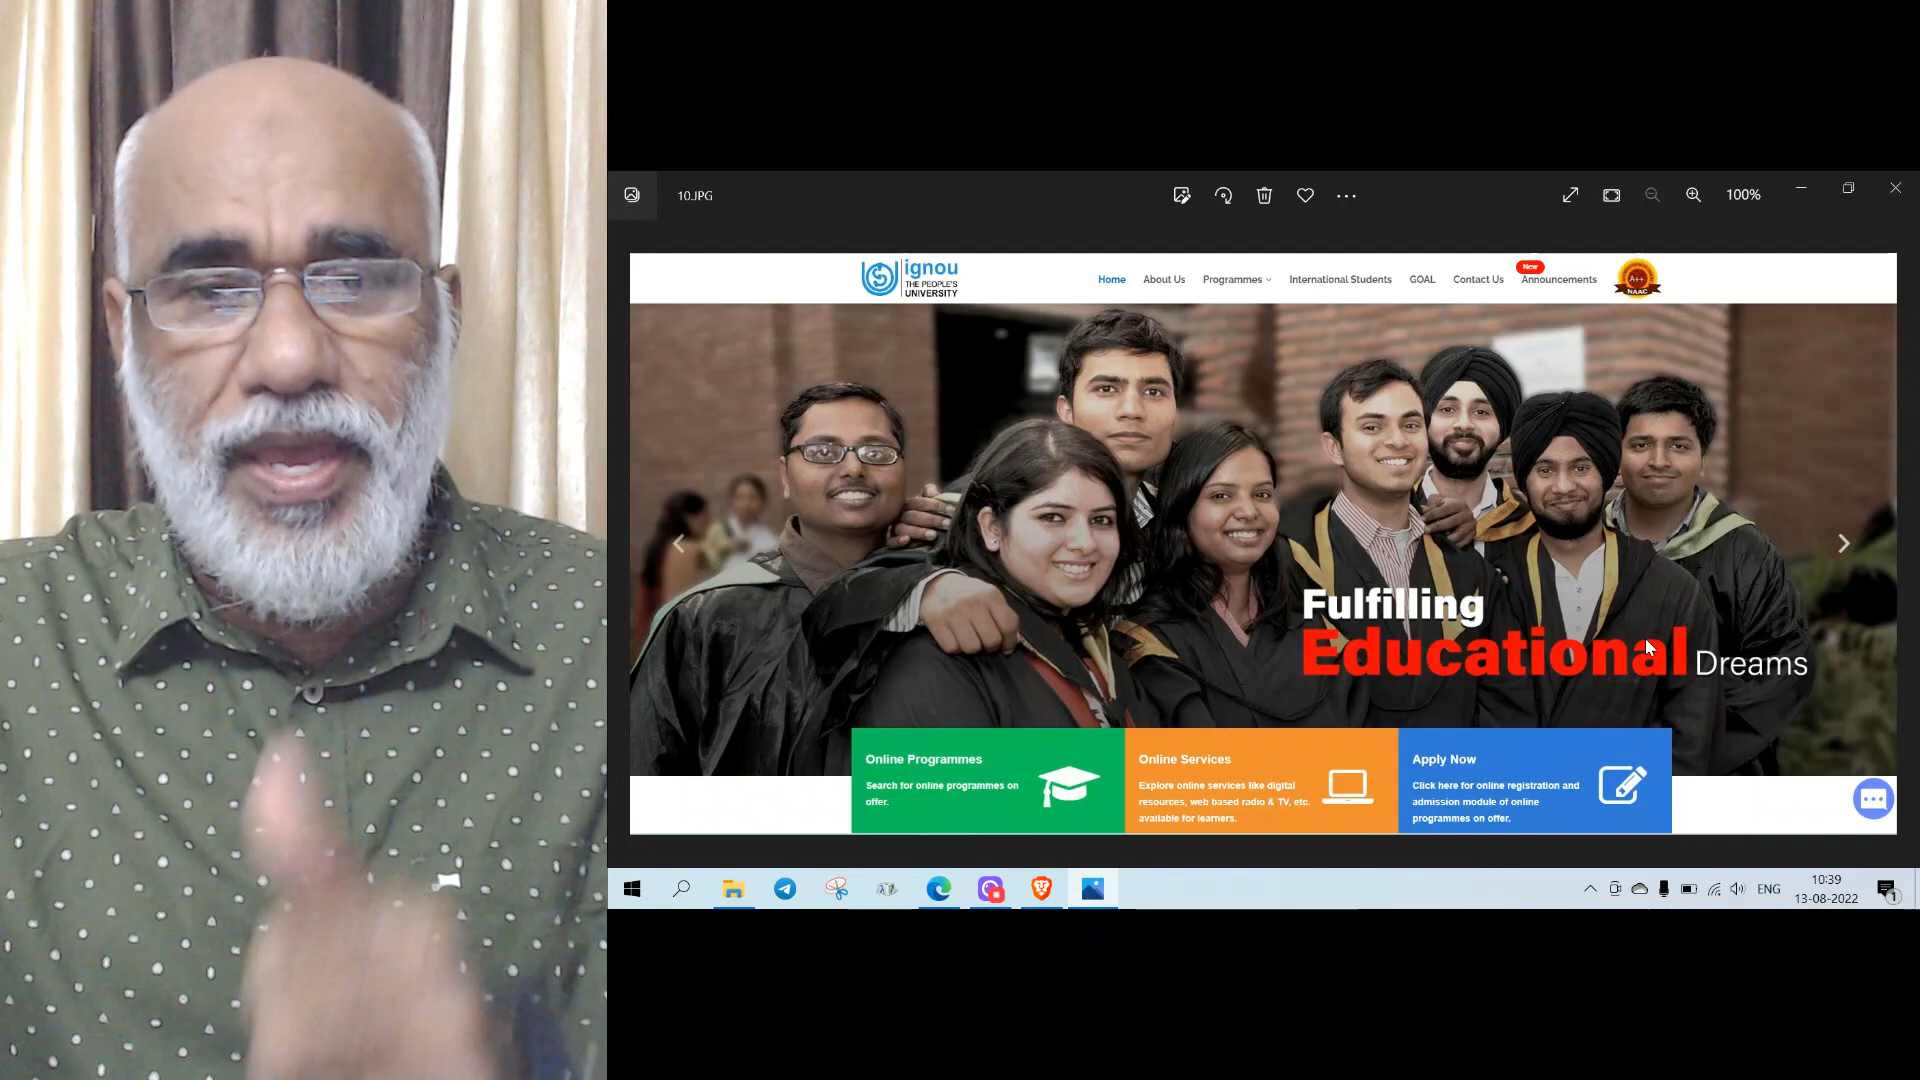 10.JPG
100%
ignou
THE PEOPLE'S
UNIVERSITY
Home About Us Programmes International Students GOAL Contact Us Announcements
New
A++
NAAC
Fulfilling
Educational Dreams
Online Programmes
Search for online programmes on
offer.
Online Services
Explore online services like digital
resources, web based radio & TV, etc.
available for learners.
Apply Now
Click here for online registration and
admission module of online
programmes on offer.
ENG
10:39
13-08-2022
1